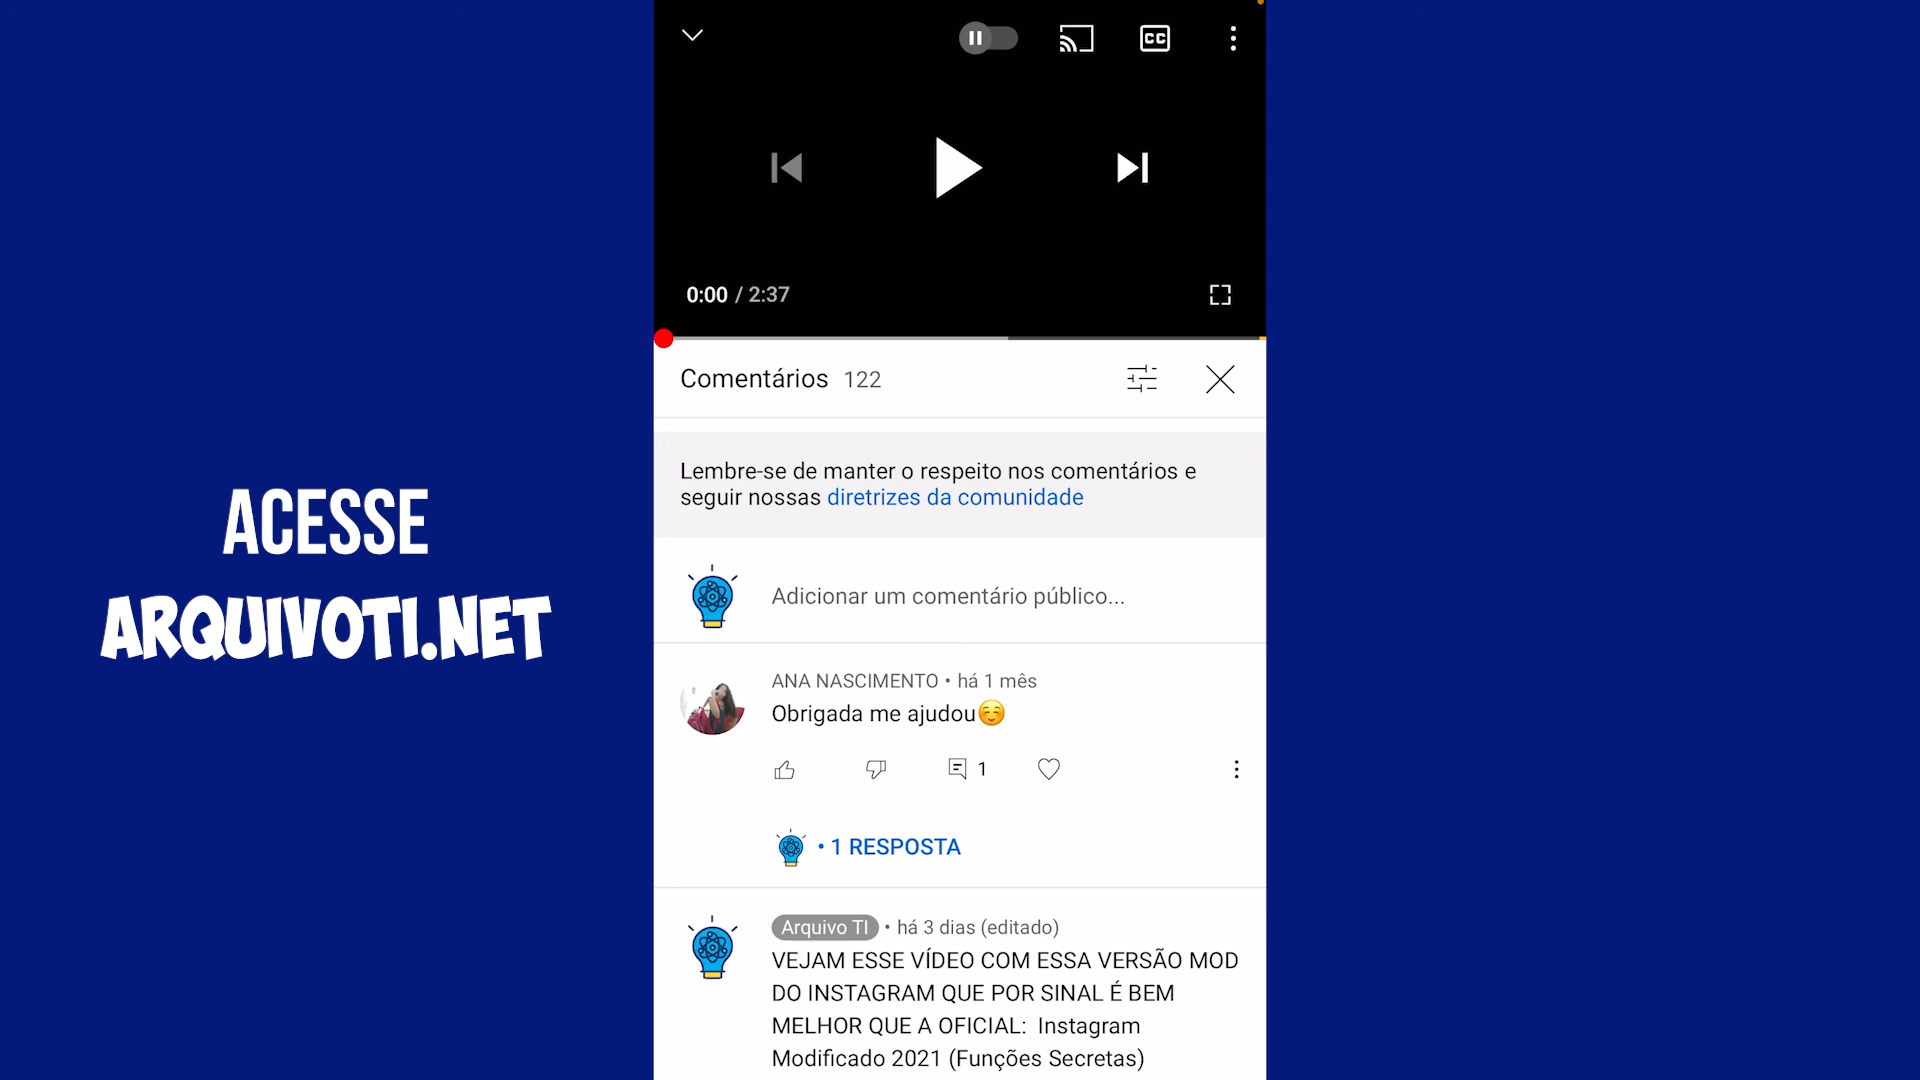 ACESSE
ARQUIVOTI.NET
CC
0:00 / 2:37
Comentários 122
Lembre-se de manter o respeito nos comentários e
seguir nossas diretrizes da comunidade
Adicionar um comentário público...
ANA NASCIMENTO • há 1 mês
Obrigada me ajudou☺️
1
• 1 RESPOSTA
Arquivo TI • há 3 dias (editado)
VEJAM ESSE VÍDEO COM ESSA VERSÃO MOD
DO INSTAGRAM QUE POR SINAL É BEM
MELHOR QUE A OFICIAL: Instagram
Modificado 2021 (Funções Secretas)